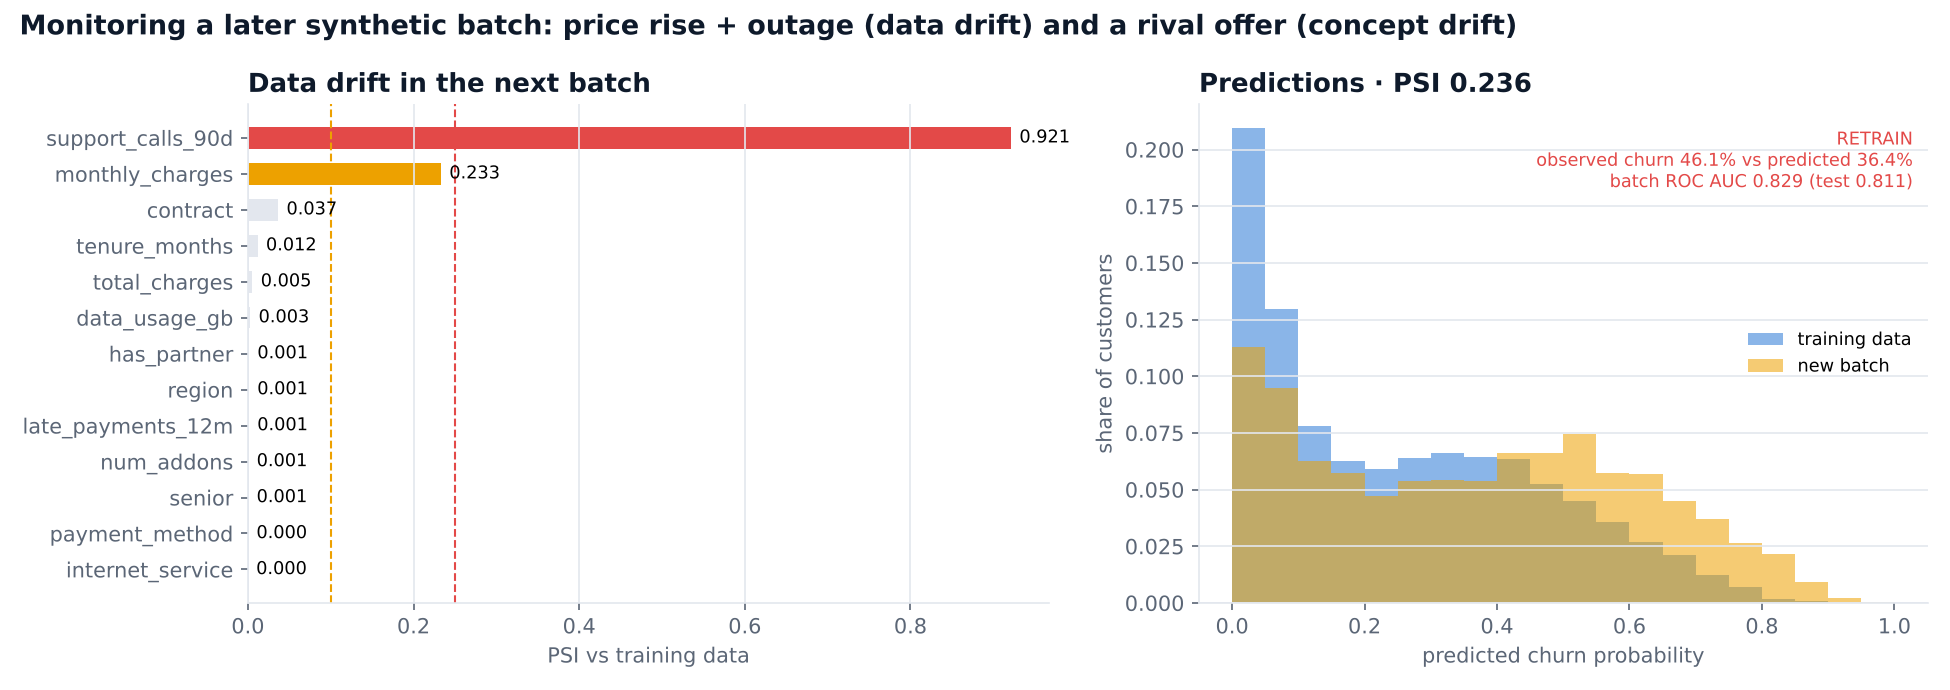 Monitoring a later synthetic batch: price rise + outage (data drift) and a rival offer (concept drift)
Data drift in the next batch
support_calls_90d 0.921
monthly_charges 0.233
contract 0.037
tenure_months 0.012
total_charges 0.005
data_usage_gb 0.003
has_partner 0.001
region 0.001
late_payments_12m 0.001
num_addons 0.001
senior 0.001
payment_method 0.000
internet_service 0.000
0.0 0.2 0.4 0.6 0.8
PSI vs training data
Predictions · PSI 0.236
RETRAIN
observed churn 46.1% vs predicted 36.4%
batch ROC AUC 0.829 (test 0.811)
training data
new batch
share of customers
0.200
0.175
0.150
0.125
0.100
0.075
0.050
0.025
0.000
0.0 0.2 0.4 0.6 0.8 1.0
predicted churn probability